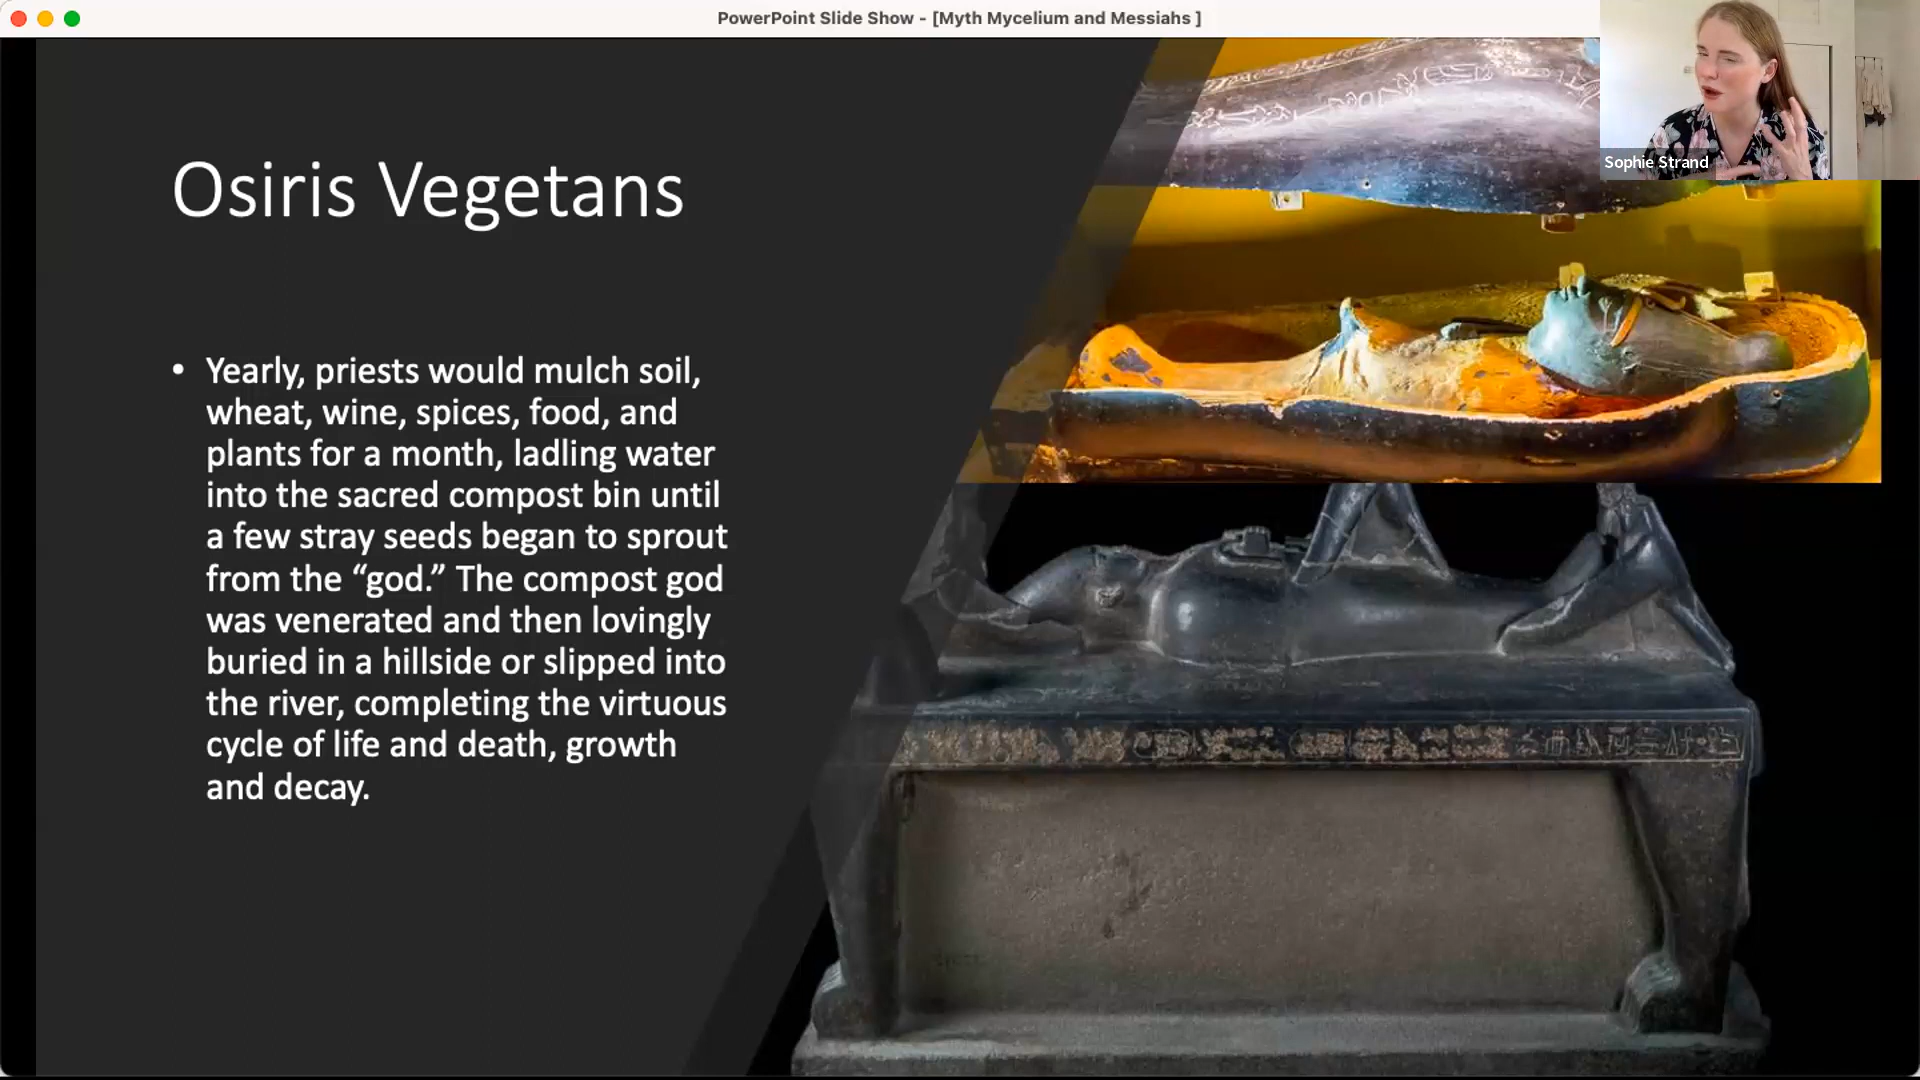 PowerPoint Slide Show - [Myth Mycelium and Messiahs ]
Sophie Strand
Osiris Vegetans
• Yearly, priests would mulch soil,
wheat, wine, spices, food, and
plants for a month, ladling water
into the sacred compost bin until
a few stray seeds began to sprout
from the “god.” The compost god
was venerated and then lovingly
buried in a hillside or slipped into
the river, completing the virtuous
cycle of life and death, growth
and decay.